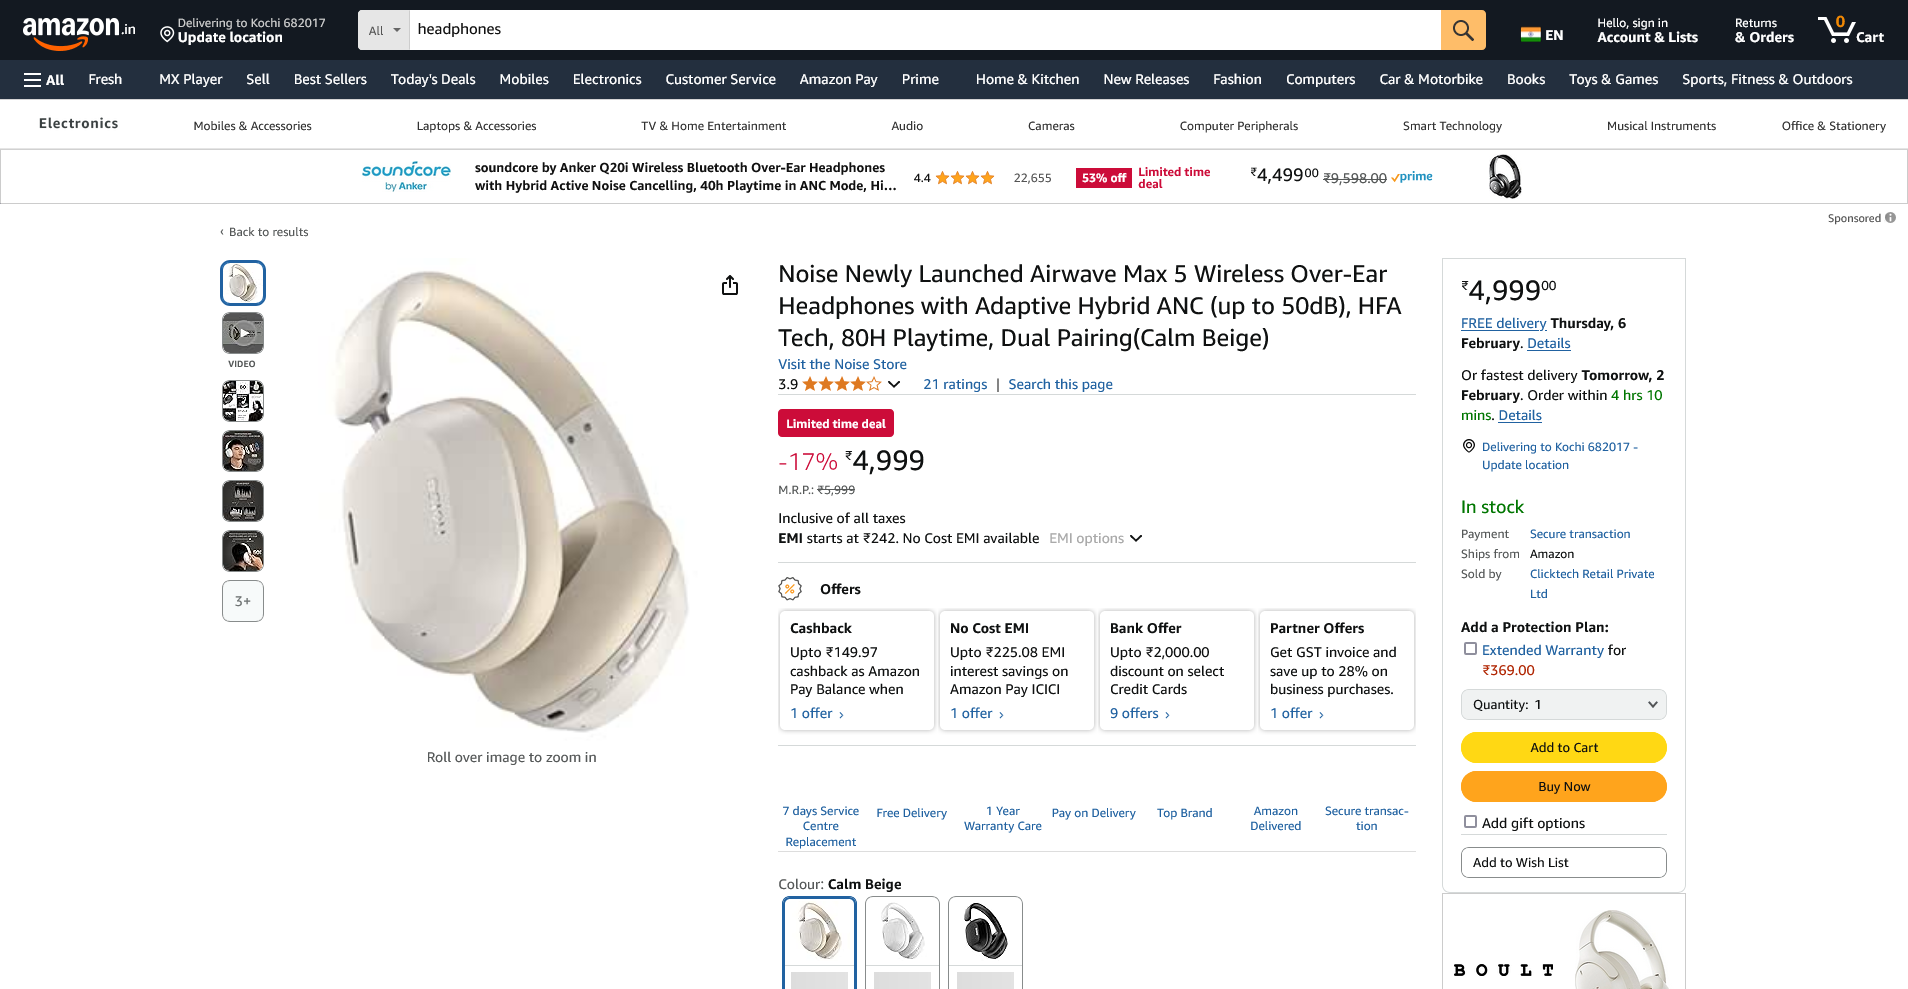 amazon.in
Delivering to Kochi 682017
Update location
All
headphones
EN
Hello, sign in
Account & Lists
Returns
& Orders
0
Cart
All
Fresh
MX Player
Sell
Best Sellers
Today's Deals
Mobiles
Electronics
Customer Service
Amazon Pay
Prime
Home & Kitchen
New Releases
Fashion
Computers
Car & Motorbike
Books
Toys & Games
Sports, Fitness & Outdoors
Electronics
Mobiles & Accessories
Laptops & Accessories
TV & Home Entertainment
Audio
Cameras
Computer Peripherals
Smart Technology
Musical Instruments
Office & Stationery
soundcore
by Anker
soundcore by Anker Q20i Wireless Bluetooth Over-Ear Headphones
with Hybrid Active Noise Cancelling, 40h Playtime in ANC Mode, Hi...
4.4
22,655
53% off
Limited time
deal
₹4,49900
₹9,598.00
prime
Sponsored
‹ Back to results
VIDEO
3+
noise
Roll over image to zoom in
Noise Newly Launched Airwave Max 5 Wireless Over-Ear
Headphones with Adaptive Hybrid ANC (up to 50dB), HFA
Tech, 80H Playtime, Dual Pairing(Calm Beige)
Visit the Noise Store
3.9
21 ratings | Search this page
Limited time deal
-17% ₹4,999
M.R.P.: ₹5,999
Inclusive of all taxes
EMI starts at ₹242. No Cost EMI available EMI options
% Offers
Cashback
Upto ₹149.97
cashback as Amazon
Pay Balance when
1 offer ›
No Cost EMI
Upto ₹225.08 EMI
interest savings on
Amazon Pay ICICI
1 offer ›
Bank Offer
Upto ₹2,000.00
discount on select
Credit Cards
9 offers ›
Partner Offers
Get GST invoice and
save up to 28% on
business purchases.
1 offer ›
7 days Service
Centre
Replacement
Free Delivery
1 Year
Warranty Care
Pay on Delivery
Top Brand
Amazon
Delivered
Secure transac-
tion
Colour: Calm Beige
₹4,99900
FREE delivery Thursday, 6
February. Details
Or fastest delivery Tomorrow, 2
February. Order within 4 hrs 10
mins. Details
Delivering to Kochi 682017 -
Update location
In stock
Payment Secure transaction
Ships from Amazon
Sold by Clicktech Retail Private
Ltd
Add a Protection Plan:
Extended Warranty for
₹369.00
Quantity: 1
Add to Cart
Buy Now
Add gift options
Add to Wish List
BOULT